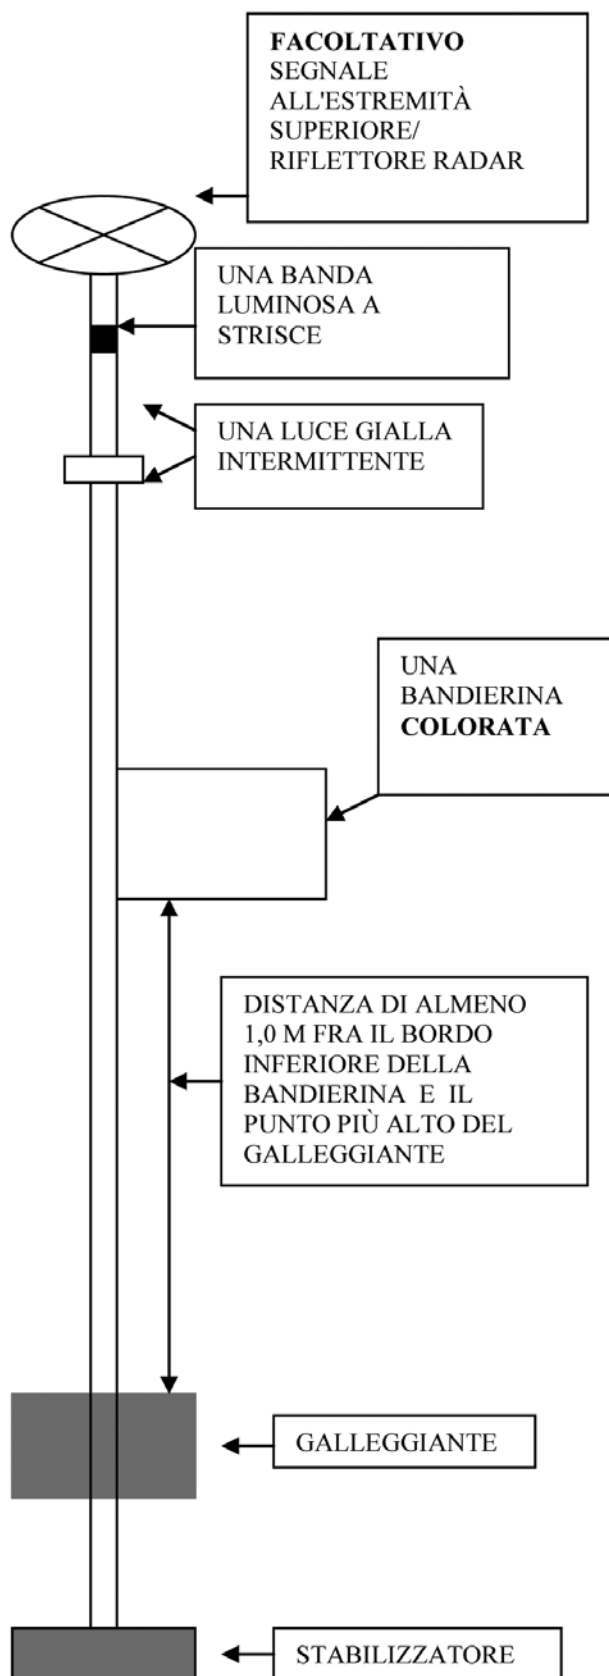 FACOLTATIVO
SEGNALE
ALL'ESTREMITÀ
SUPERIORE/
RIFLETTORE RADAR
UNA BANDA
LUMINOSA A
STRISCE
UNA LUCE GIALLA
INTERMITTENTE
UNA
BANDIERINA
COLORATA
DISTANZA DI ALMENO
1,0 M FRA IL BORDO
INFERIORE DELLA
BANDIERINA E IL
PUNTO PIÙ ALTO DEL
GALLEGGIANTE
GALLEGGIANTE
STABILIZZATORE